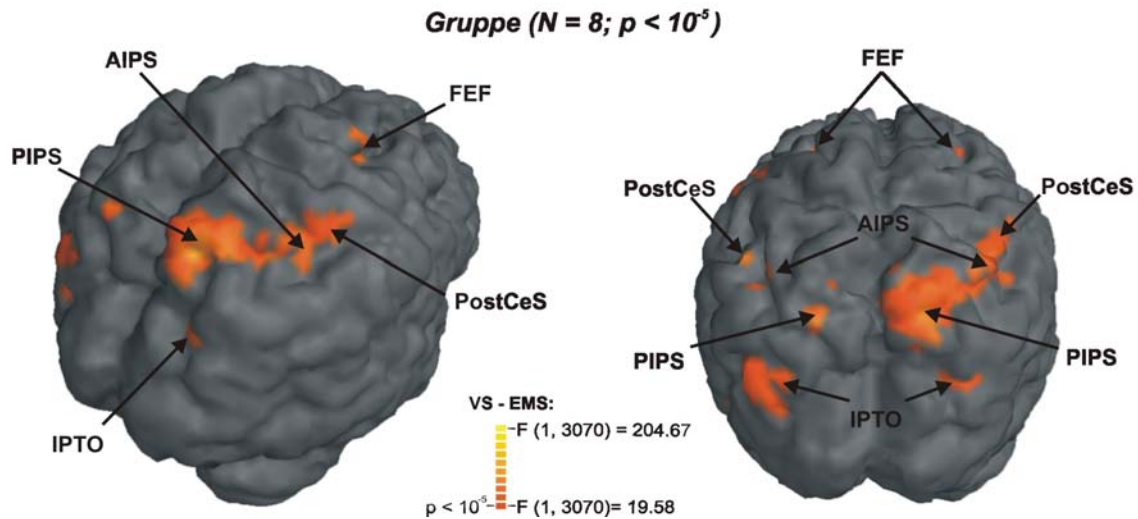 Gruppe (N = 8; p < 10⁻⁵)
AIPS
FEF
PIPS
PostCeS
IPTO
VS - EMS:
F (1, 3070) = 204.67
p < 10⁻⁵
F (1, 3070)= 19.58
FEF
PostCeS
PostCeS
AIPS
PIPS
PIPS
IPTO